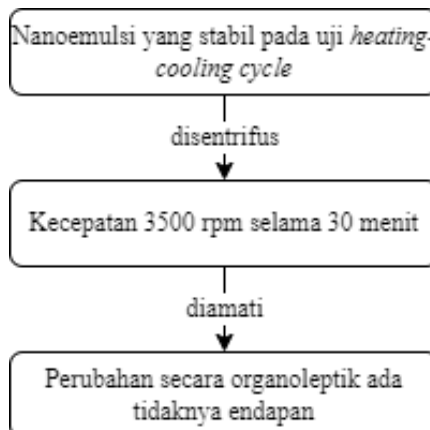 Nanoemulsi yang stabil pada uji heating-
cooling cycle
disentrifus
Kecepatan 3500 rpm selama 30 menit
diamati
Perubahan secara organoleptik ada
tidaknya endapan